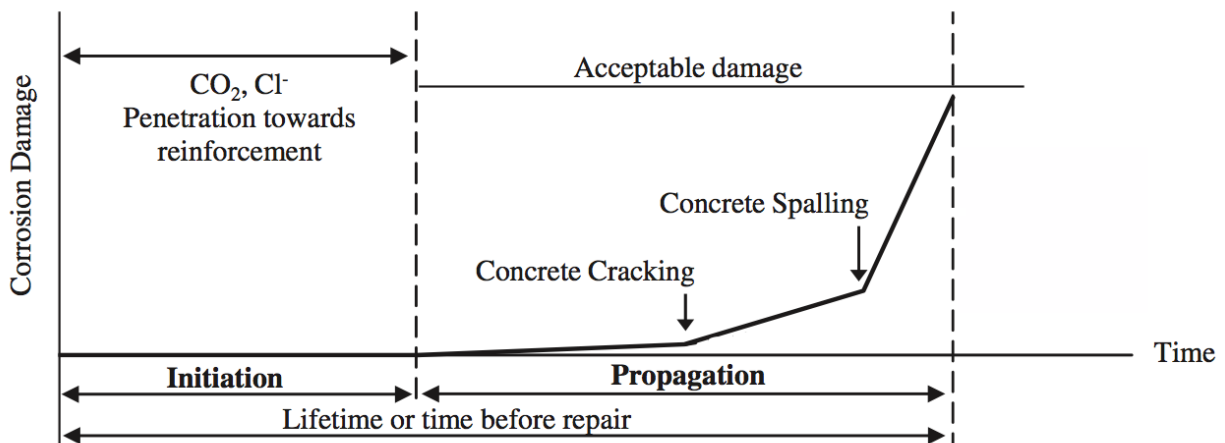 Corrosion Damage
CO₂, Cl⁻
Penetration towards
reinforcement
Acceptable damage
Concrete Spalling
Concrete Cracking
Time
Initiation
Propagation
Lifetime or time before repair